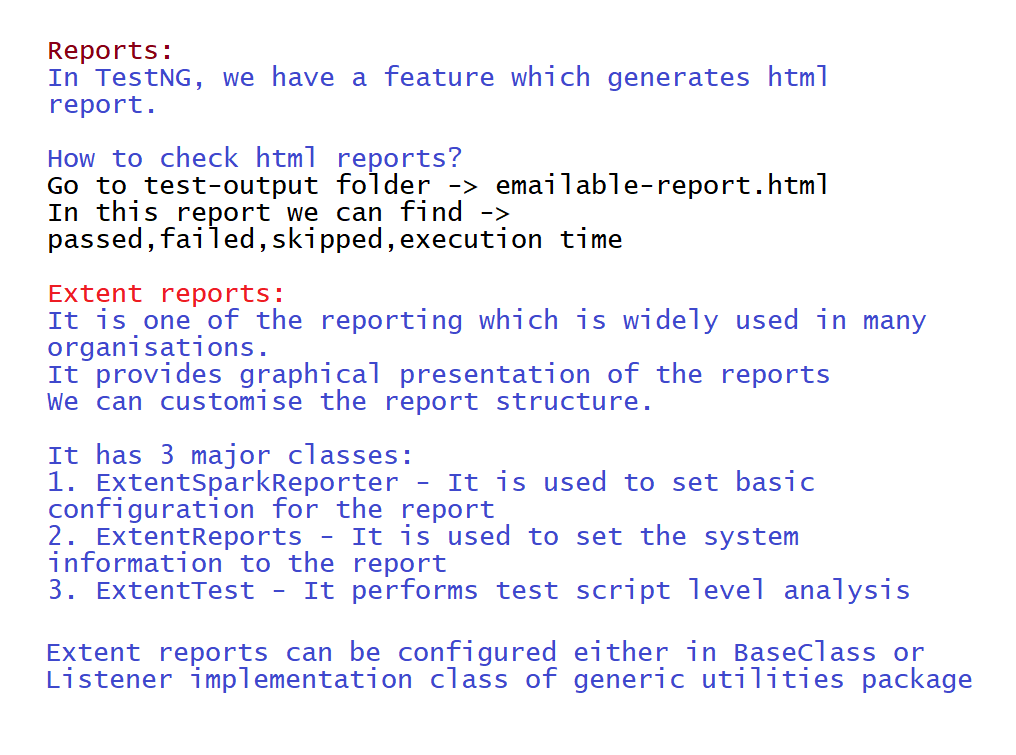 Reports:
In TestNG, we have a feature which generates html
report.
How to check html reports?
Go to test-output folder -> emailable-report.html
In this report we can find ->
passed,failed,skipped,execution time
Extent reports:
It is one of the reporting which is widely used in many
organisations.
It provides graphical presentation of the reports
We can customise the report structure.
It has 3 major classes:
1. ExtentSparkReporter - It is used to set basic
configuration for the report
2. ExtentReports - It is used to set the system
information to the report
3. ExtentTest - It performs test script level analysis
Extent reports can be configured either in BaseClass or
Listener implementation class of generic utilities package